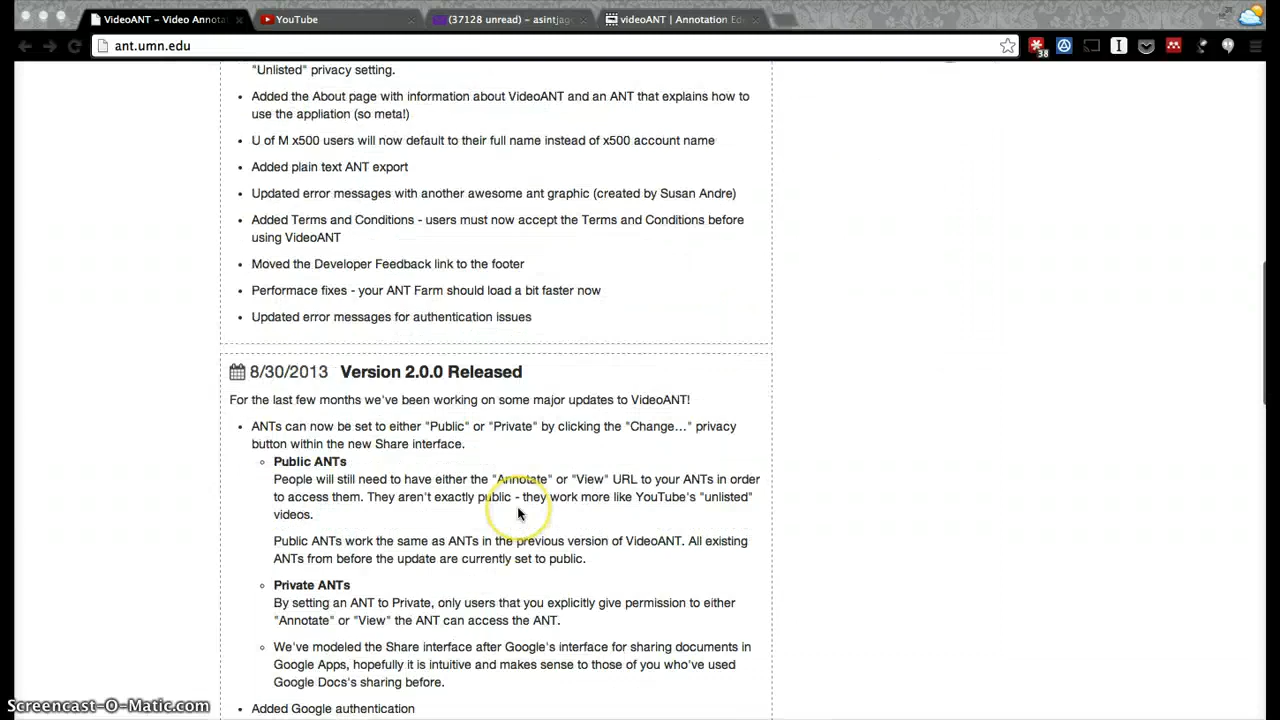 VideoANT – Video Annota
YouTube
(37128 unread) – asintjago
videoANT | Annotation Ed
ant.umn.edu
38
"Unlisted" privacy setting.
• Added the About page with information about VideoANT and an ANT that explains how to
use the appliation (so meta!)
• U of M x500 users will now default to their full name instead of x500 account name
• Added plain text ANT export
• Updated error messages with another awesome ant graphic (created by Susan Andre)
• Added Terms and Conditions - users must now accept the Terms and Conditions before
using VideoANT
• Moved the Developer Feedback link to the footer
• Performace fixes - your ANT Farm should load a bit faster now
• Updated error messages for authentication issues
8/30/2013 Version 2.0.0 Released
For the last few months we've been working on some major updates to VideoANT!
• ANTs can now be set to either "Public" or "Private" by clicking the "Change..." privacy
button within the new Share interface.
◦ Public ANTs
People will still need to have either the "Annotate" or "View" URL to your ANTs in order
to access them. They aren't exactly public - they work more like YouTube's "unlisted"
videos.
Public ANTs work the same as ANTs in the previous version of VideoANT. All existing
ANTs from before the update are currently set to public.
◦ Private ANTs
By setting an ANT to Private, only users that you explicitly give permission to either
"Annotate" or "View" the ANT can access the ANT.
◦ We've modeled the Share interface after Google's interface for sharing documents in
Google Apps, hopefully it is intuitive and makes sense to those of you who've used
Google Docs's sharing before.
• Added Google authentication
Screencast-O-Matic.com